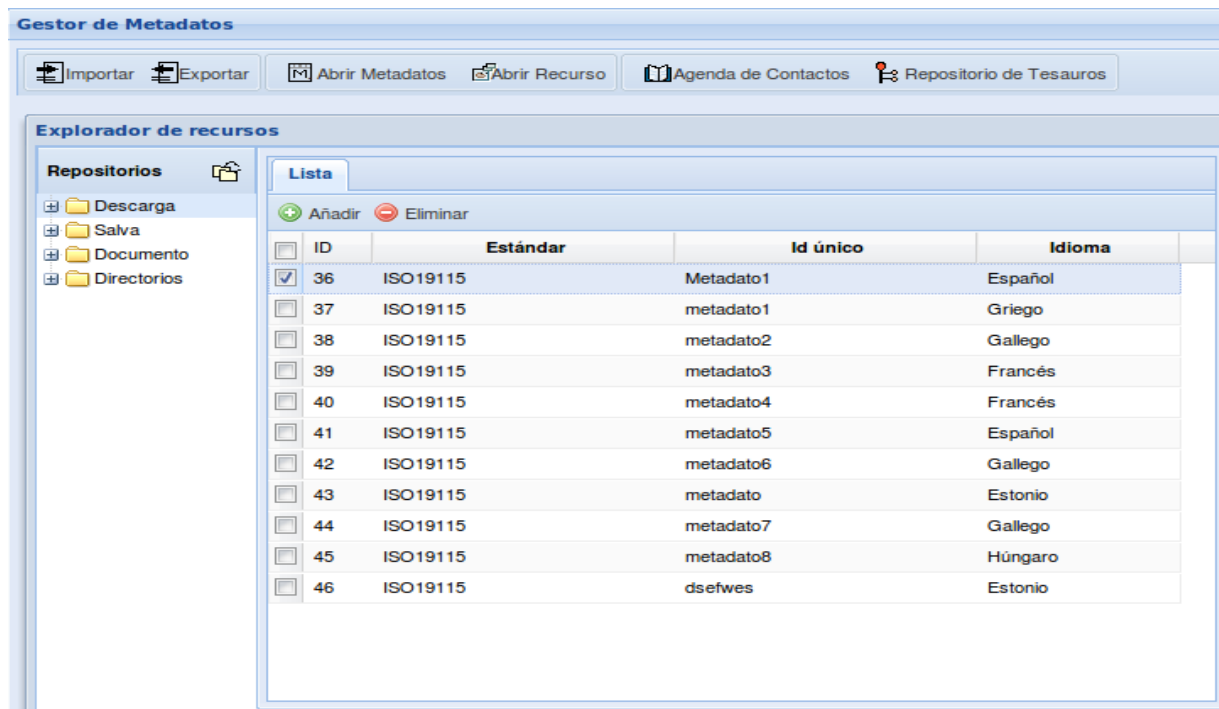 Gestor de Metadatos
Importar Exportar Abrir Metadatos Abrir Recurso Agenda de Contactos Repositorio de Tesauros
Explorador de recursos
Repositorios
Descarga
Salva
Documento
Directorios
Lista
Añadir Eliminar
ID Estándar Id único Idioma
36 ISO19115 Metadato1 Español
37 ISO19115 metadato1 Griego
38 ISO19115 metadato2 Gallego
39 ISO19115 metadato3 Francés
40 ISO19115 metadato4 Francés
41 ISO19115 metadato5 Español
42 ISO19115 metadato6 Gallego
43 ISO19115 metadato Estonio
44 ISO19115 metadato7 Gallego
45 ISO19115 metadato8 Húngaro
46 ISO19115 dsefwes Estonio